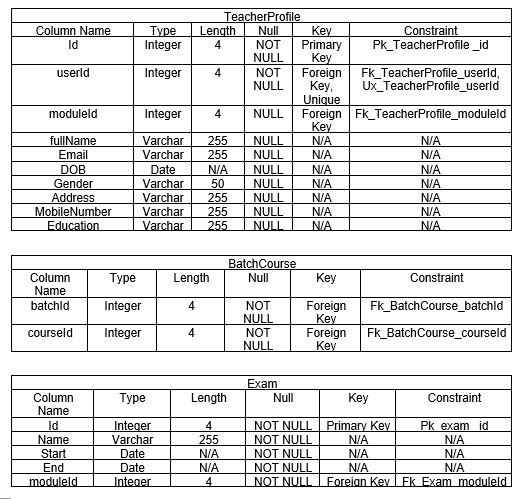 TeacherProfile
Column Name Type Length Null Key Constraint
Id Integer 4 NOT NULL Primary Key Pk_TeacherProfile _id
userId Integer 4 NOT NULL Foreign Key, Unique Fk_TeacherProfile_userId, Ux_TeacherProfile_userId
moduleId Integer 4 NULL Foreign Key Fk_TeacherProfile_moduleId
fullName Varchar 255 NULL N/A N/A
Email Varchar 255 NULL N/A N/A
DOB Date N/A NULL N/A N/A
Gender Varchar 50 NULL N/A N/A
Address Varchar 255 NULL N/A N/A
MobileNumber Varchar 255 NULL N/A N/A
Education Varchar 255 NULL N/A N/A
BatchCourse
Column Name Type Length Null Key Constraint
batchId Integer 4 NOT NULL Foreign Key Fk_BatchCourse_batchId
courseId Integer 4 NOT NULL Foreign Key Fk_BatchCourse_courseId
Exam
Column Name Type Length Null Key Constraint
Id Integer 4 NOT NULL Primary Key Pk_exam _id
Name Varchar 255 NOT NULL N/A N/A
Start Date N/A NOT NULL N/A N/A
End Date N/A NOT NULL N/A N/A
moduleId Integer 4 NOT NULL Foreign Key Fk_Exam_moduleId